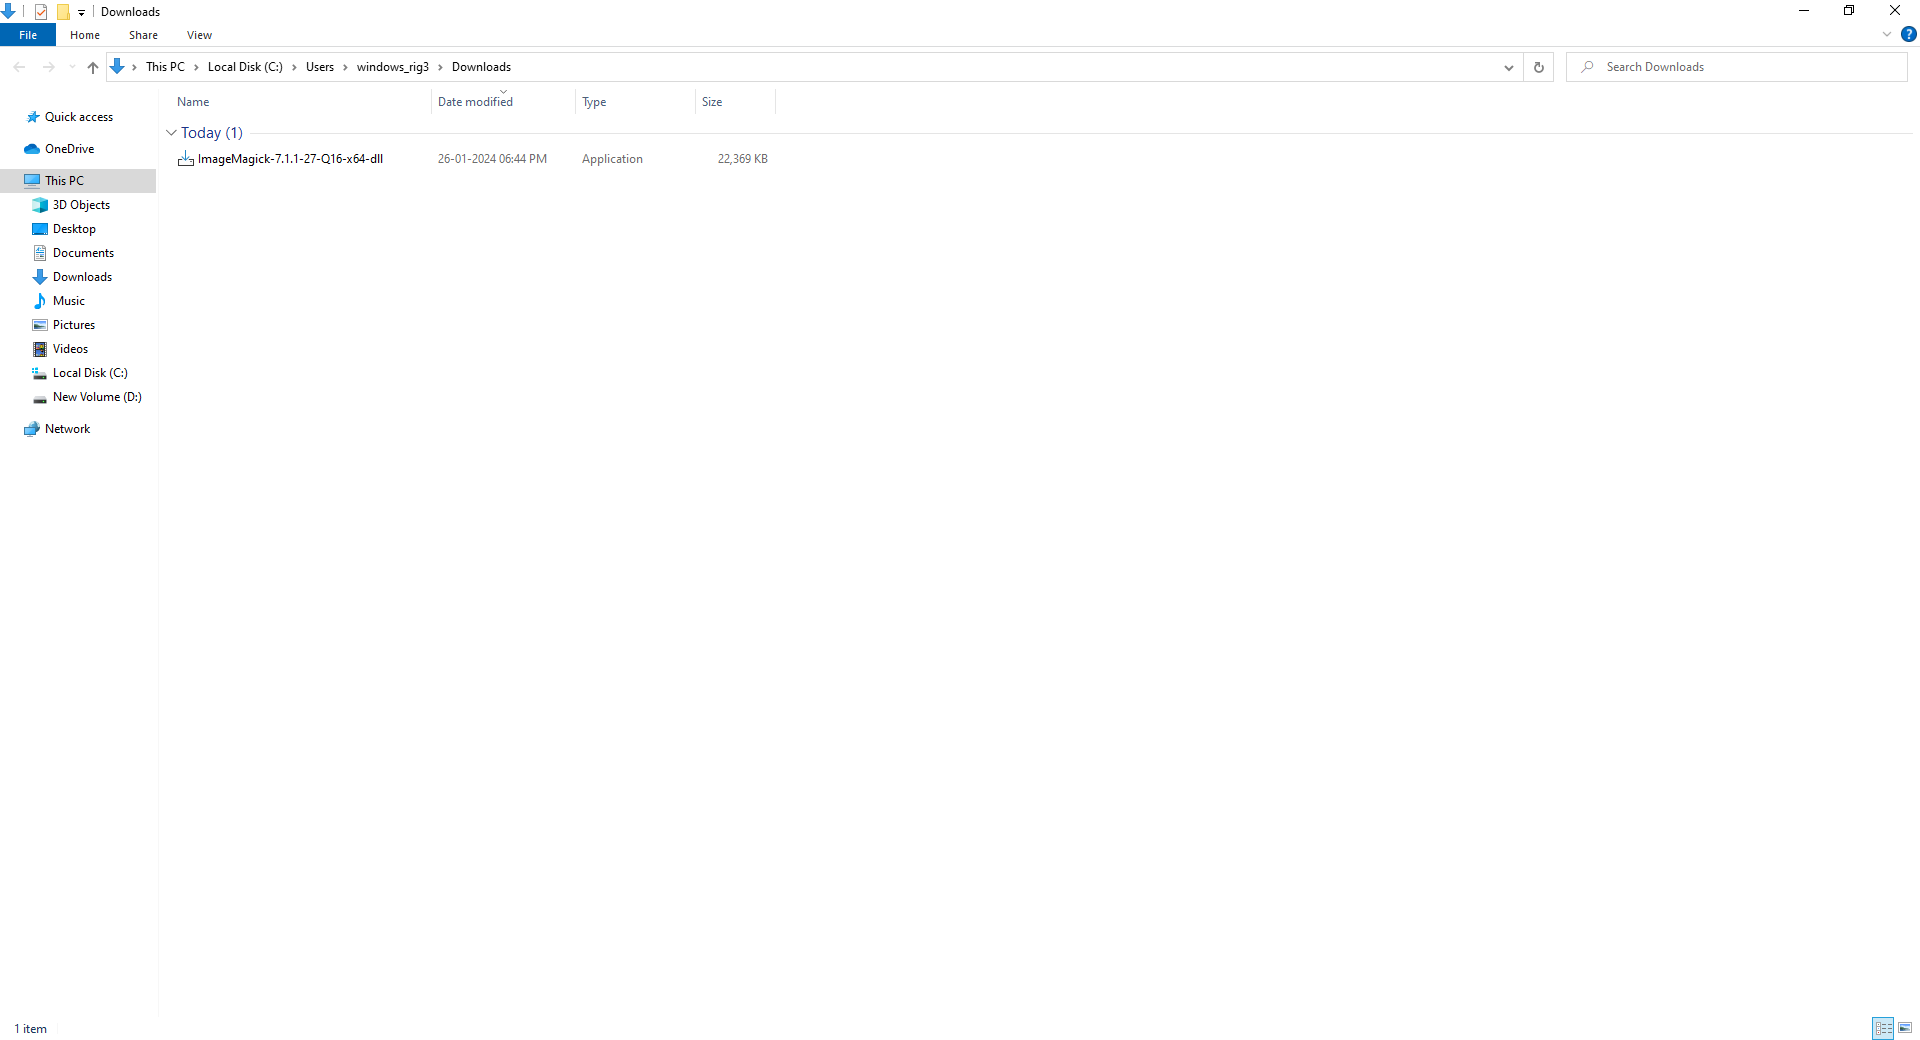 Downloads
File Home Share View
This PC Local Disk (C:) Users windows_rig3 Downloads
Search Downloads
Name Date modified Type Size
Quick access
OneDrive
This PC
3D Objects
Desktop
Documents
Downloads
Music
Pictures
Videos
Local Disk (C:)
New Volume (D:)
Network
Today (1)
ImageMagick-7.1.1-27-Q16-x64-dll 26-01-2024 06:44 PM Application 22,369 KB
1 item